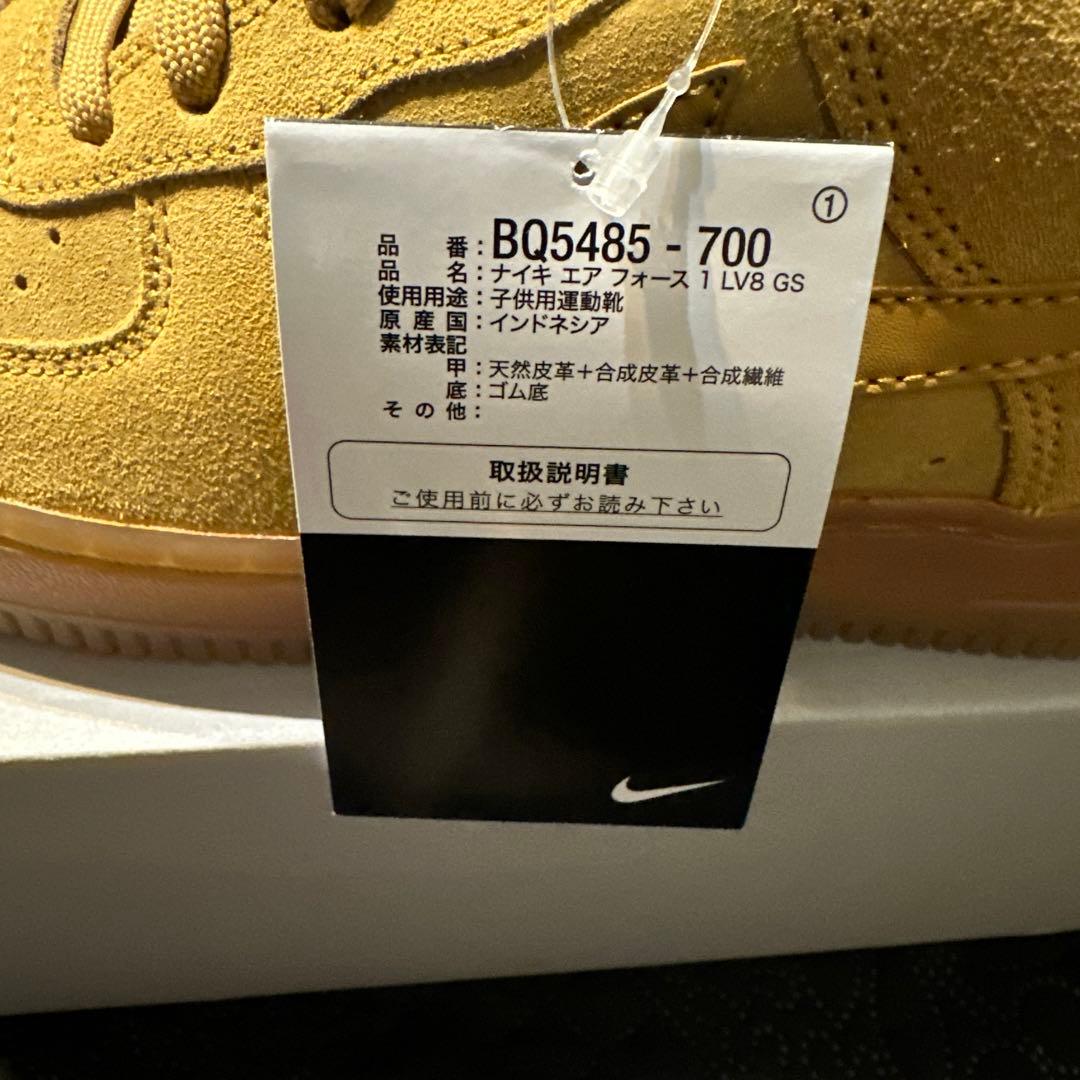 ①
品番：BQ5485 - 700
品名：ナイキ エア フォース 1 LV8 GS
使用用途：子供用運動靴
原産国：インドネシア
素材表記
甲：天然皮革＋合成皮革＋合成繊維
底：ゴム底
その他：
取扱説明書
ご使用前に必ずお読み下さい